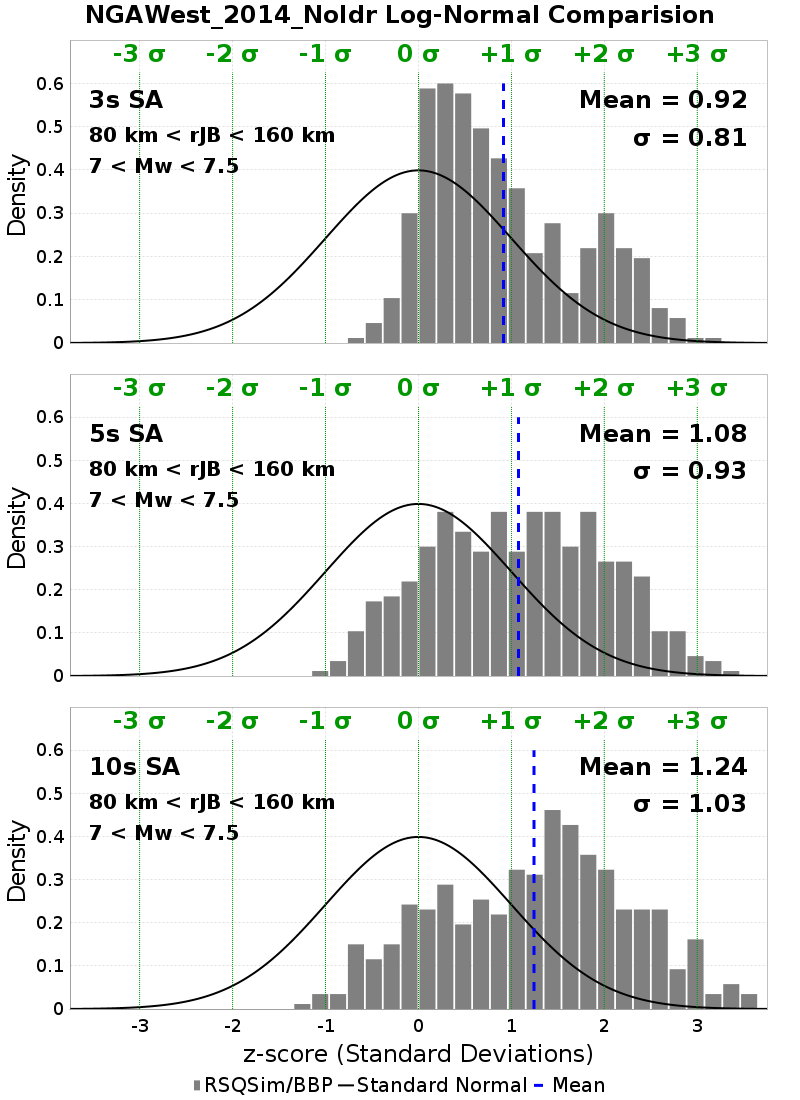 NGAWest_2014_NoIdr Log-Normal Comparision
-3 σ -2 σ -1 σ 0 σ +1 σ +2 σ +3 σ
0.6
3s SA Mean = 0.92
0.5
80 km < rJB < 160 km σ = 0.81
0.4
7 < Mw < 7.5
0.3
0.2
0.1
0
Density
-3 σ -2 σ -1 σ 0 σ +1 σ +2 σ +3 σ
0.6
5s SA Mean = 1.08
0.5
80 km < rJB < 160 km σ = 0.93
0.4
7 < Mw < 7.5
0.3
0.2
0.1
0
Density
-3 σ -2 σ -1 σ 0 σ +1 σ +2 σ +3 σ
0.6
10s SA Mean = 1.24
0.5
80 km < rJB < 160 km σ = 1.03
0.4
7 < Mw < 7.5
0.3
0.2
0.1
0
Density
-3 -2 -1 0 1 2 3
z-score (Standard Deviations)
RSQSim/BBP Standard Normal Mean